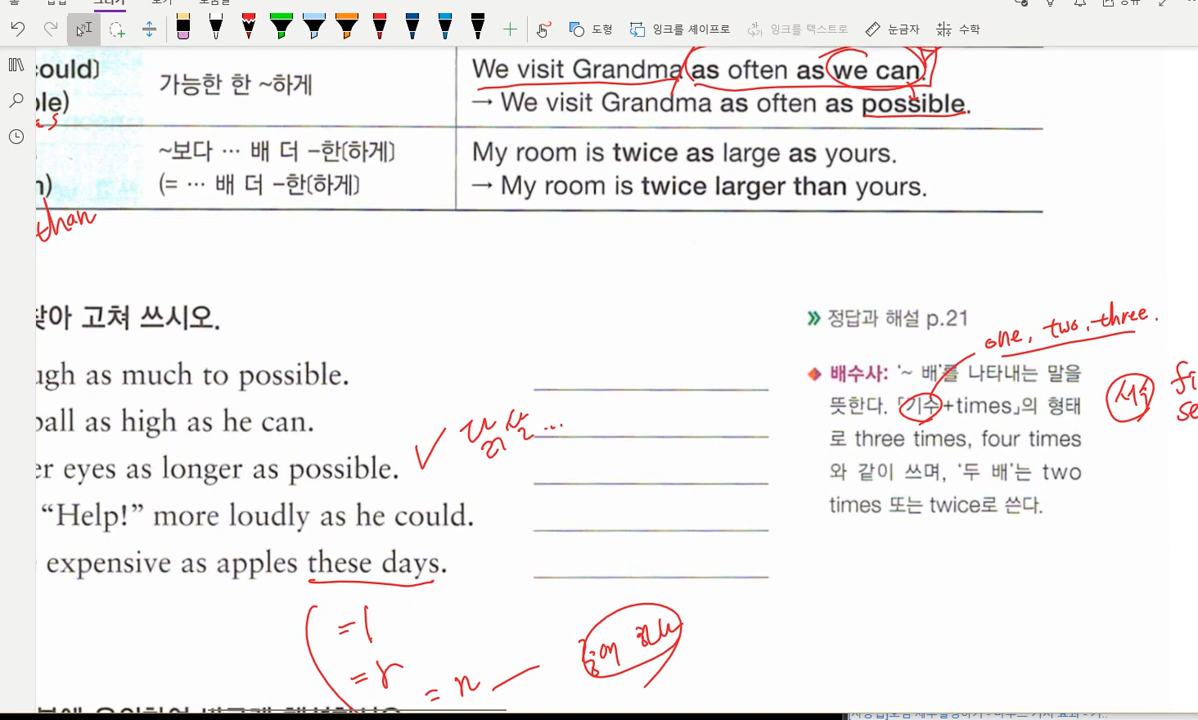 도형
잉크를 셰이프로
잉크를 텍스트로
눈금자
수학
could)
가능한 한 ~하게
We visit Grandma as often as we can.
ble)
→ We visit Grandma as often as possible.
as
~보다 … 배 더 -한(하게)
My room is twice as large as yours.
n)
(= … 배 더 -한(하게)
→ My room is twice larger than yours.
than
찾아 고쳐 쓰시오.
정답과 해설 p.21
one, two, three.
ugh as much to possible.
배수사: '~ 배'를 나타내는 말을
뜻한다. 「기수+times」의 형태
서수
ball as high as he can.
로 three times, four times
er eyes as longer as possible.
와 같이 쓰며, '두 배'는 two
times 또는 twice로 쓴다.
"Help!" more loudly as he could.
expensive as apples these days.
= r
= n